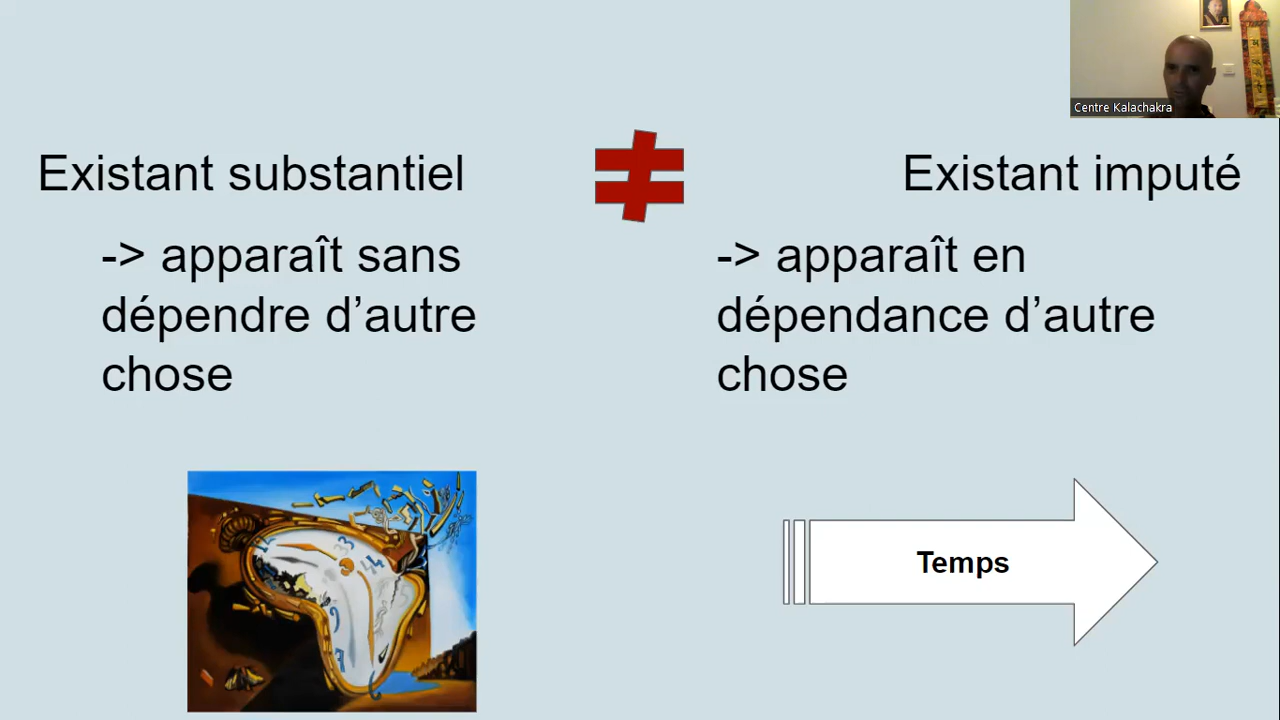 Centre Kalachakra
Existant substantiel
≠
Existant imputé
-> apparaît sans
dépendre d’autre
chose
-> apparaît en
dépendance d’autre
chose
Temps